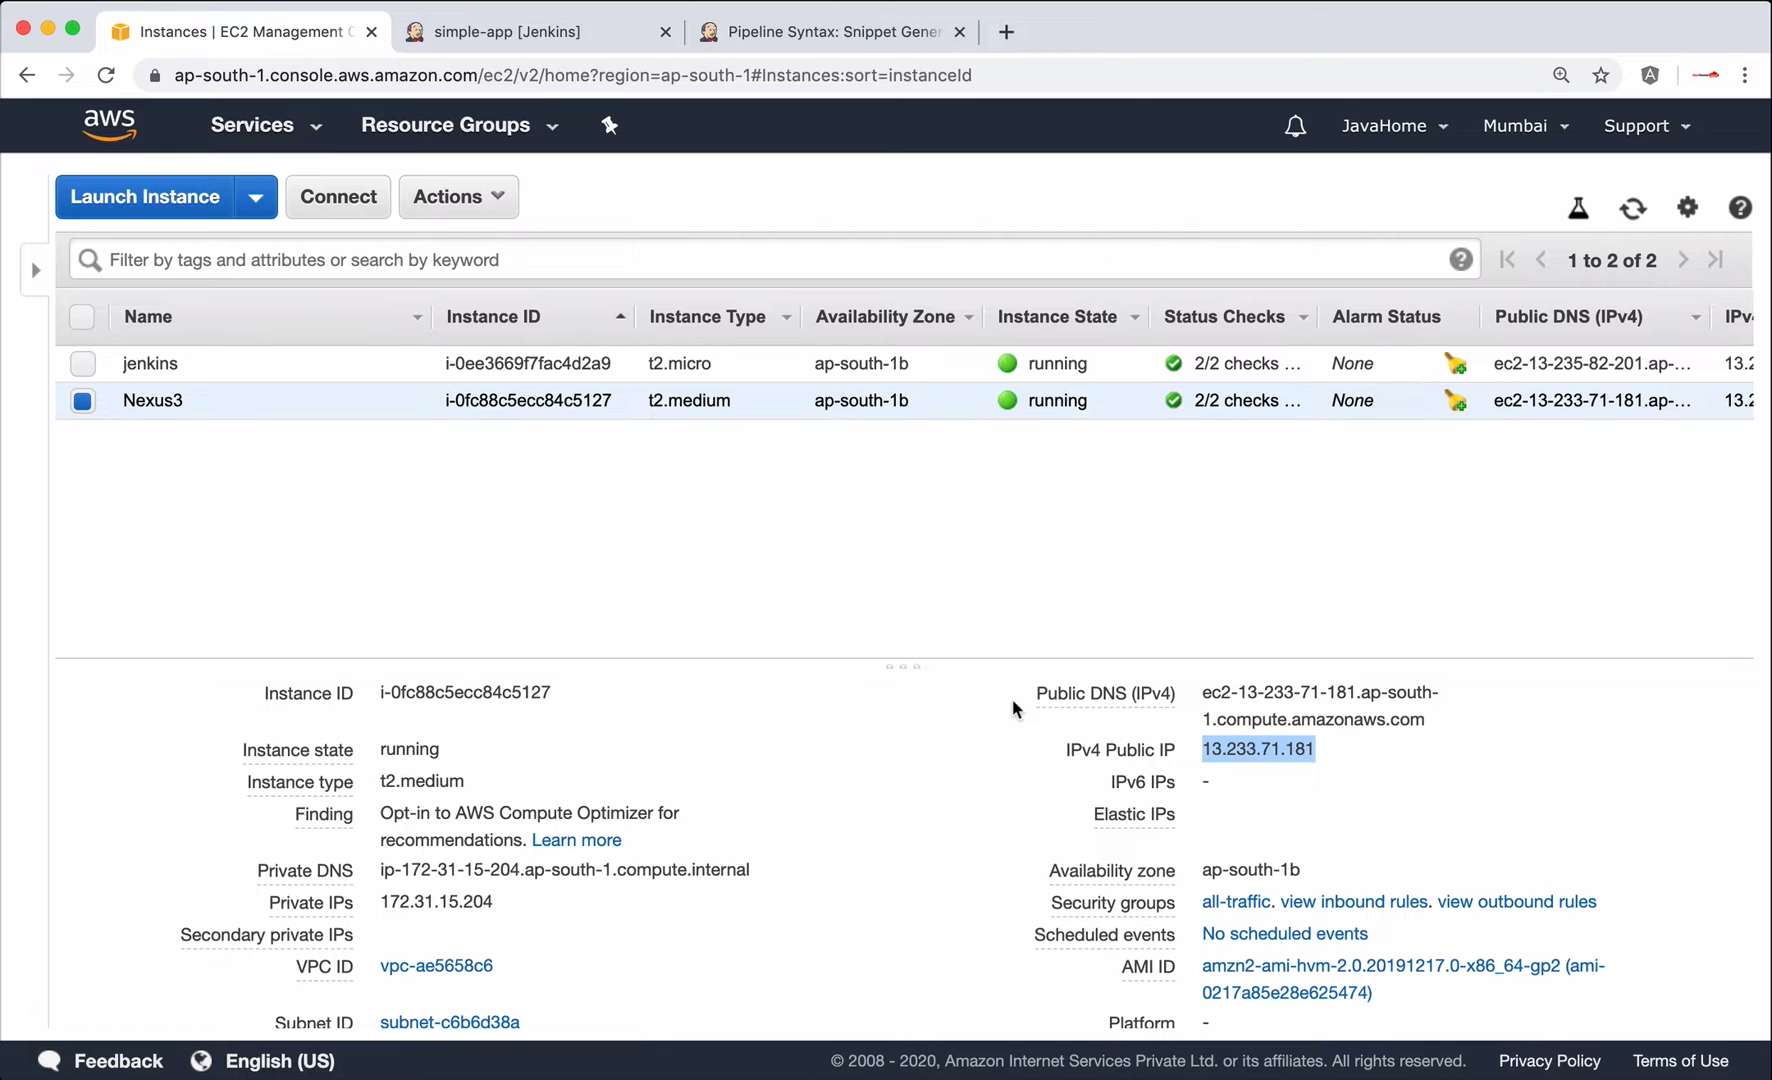 Instances | EC2 Management C
simple-app [Jenkins]
Pipeline Syntax: Snippet Gener
ap-south-1.console.aws.amazon.com/ec2/v2/home?region=ap-south-1#Instances:sort=instanceId
aws
Services
Resource Groups
JavaHome
Mumbai
Support
Launch Instance
Connect
Actions
Filter by tags and attributes or search by keyword
1 to 2 of 2
Name
Instance ID
Instance Type
Availability Zone
Instance State
Status Checks
Alarm Status
Public DNS (IPv4)
IPv4
jenkins
i-0ee3669f7fac4d2a9
t2.micro
ap-south-1b
running
2/2 checks ...
None
ec2-13-235-82-201.ap-...
13.2
Nexus3
i-0fc88c5ecc84c5127
t2.medium
ap-south-1b
running
2/2 checks ...
None
ec2-13-233-71-181.ap-...
13.2
Instance ID
i-0fc88c5ecc84c5127
Public DNS (IPv4)
ec2-13-233-71-181.ap-south-
1.compute.amazonaws.com
Instance state
running
IPv4 Public IP
13.233.71.181
Instance type
t2.medium
IPv6 IPs
-
Finding
Opt-in to AWS Compute Optimizer for
recommendations. Learn more
Elastic IPs
Private DNS
ip-172-31-15-204.ap-south-1.compute.internal
Availability zone
ap-south-1b
Private IPs
172.31.15.204
Security groups
all-traffic. view inbound rules. view outbound rules
Secondary private IPs
Scheduled events
No scheduled events
VPC ID
vpc-ae5658c6
AMI ID
amzn2-ami-hvm-2.0.20191217.0-x86_64-gp2 (ami-
0217a85e28e625474)
Subnet ID
subnet-c6b6d38a
Platform
-
Feedback
English (US)
© 2008 - 2020, Amazon Internet Services Private Ltd. or its affiliates. All rights reserved.
Privacy Policy
Terms of Use